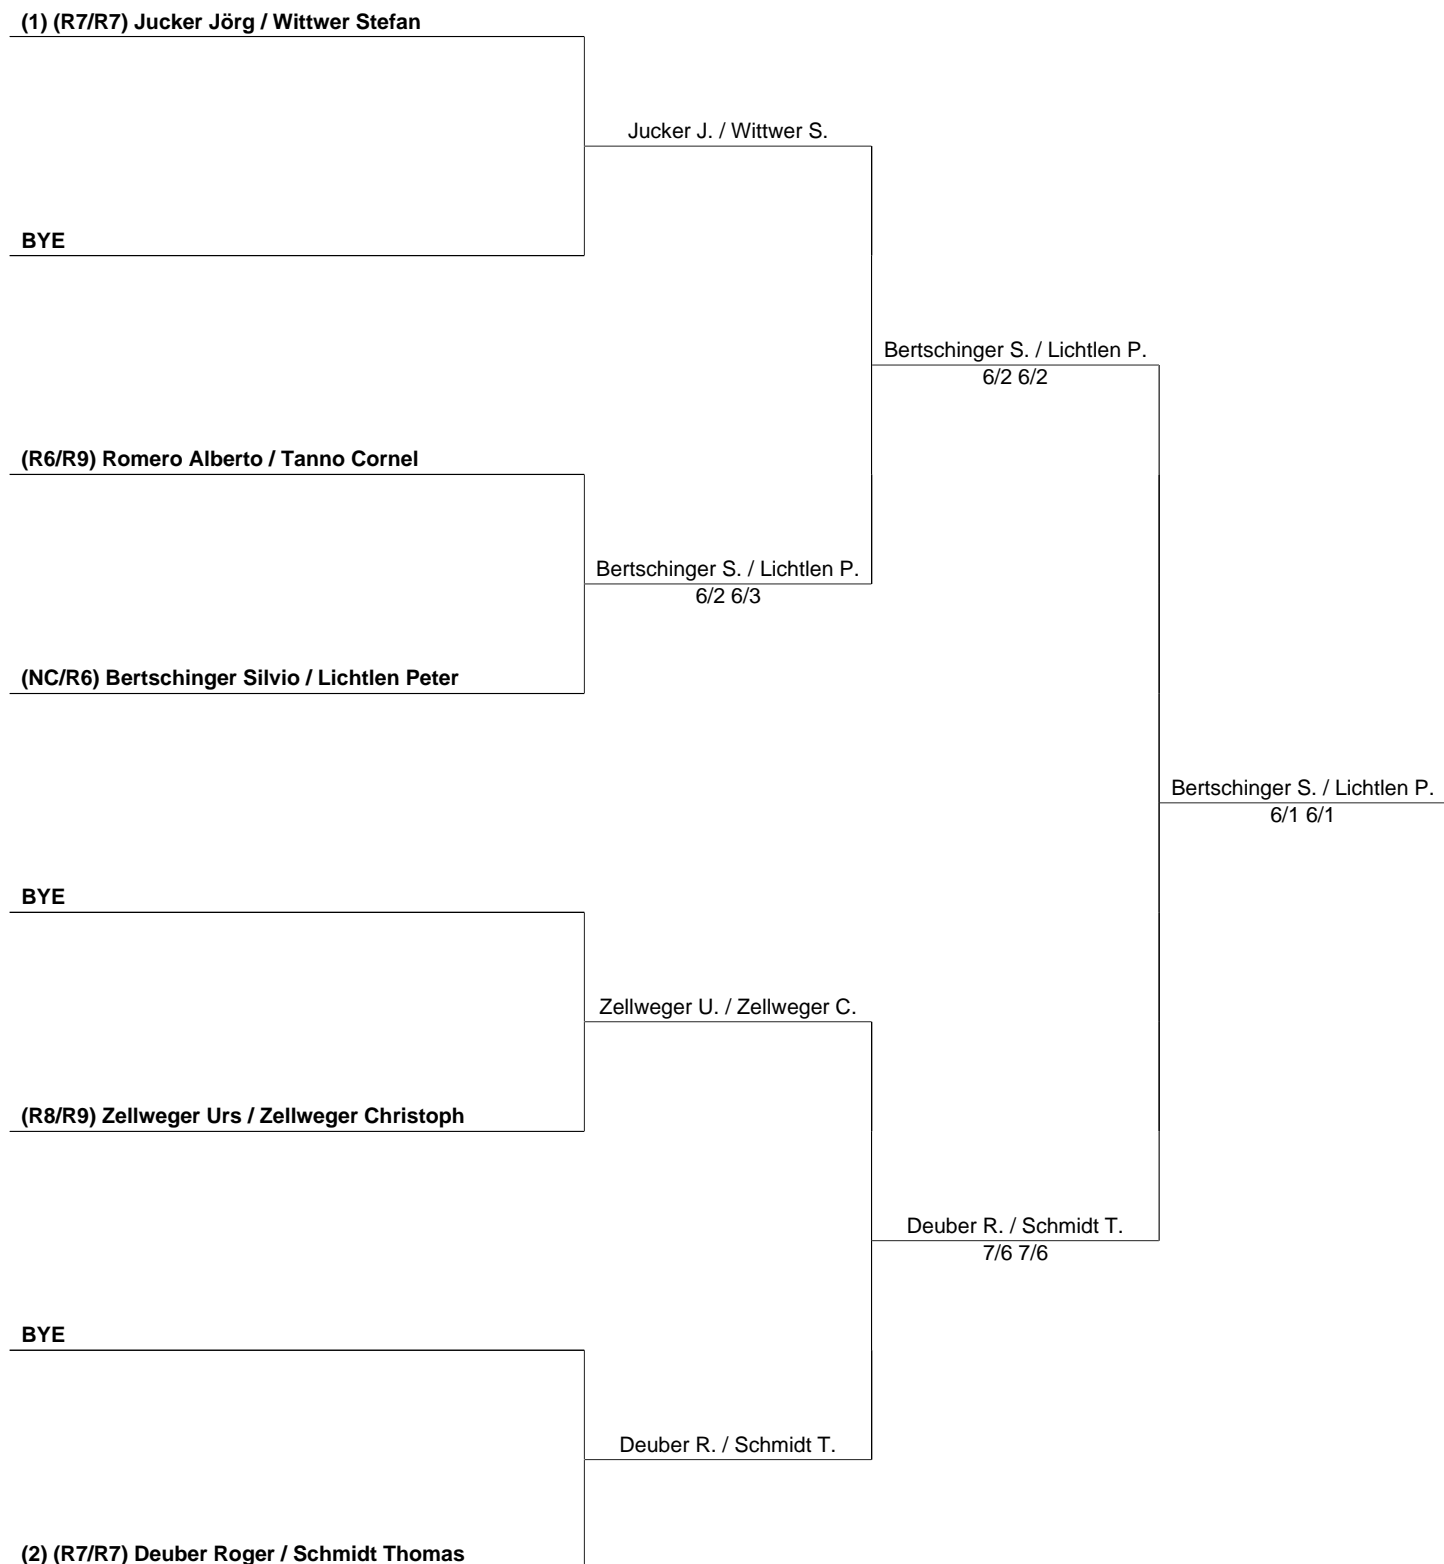 (1) (R7/R7) Jucker Jörg / Wittwer Stefan
Jucker J. / Wittwer S.
BYE
Bertschinger S. / Lichtlen P.
6/2 6/2
(R6/R9) Romero Alberto / Tanno Cornel
Bertschinger S. / Lichtlen P.
6/2 6/3
(NC/R6) Bertschinger Silvio / Lichtlen Peter
Bertschinger S. / Lichtlen P.
6/1 6/1
BYE
Zellweger U. / Zellweger C.
(R8/R9) Zellweger Urs / Zellweger Christoph
Deuber R. / Schmidt T.
7/6 7/6
BYE
Deuber R. / Schmidt T.
(2) (R7/R7) Deuber Roger / Schmidt Thomas